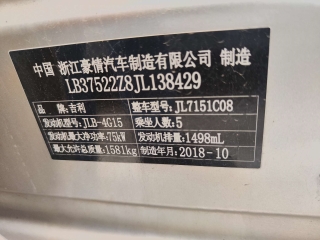 中国 浙江豪情汽车制造有限公司 制造
LB37522Z8JL138429
品牌:吉利 整车型号:JL7151C08
发动机型号:JLB-4G15 乘坐人数:5
发动机最大净功率:75kW 发动机排量:1498mL
最大允许总质量:1581kg 制造年月:2018-10